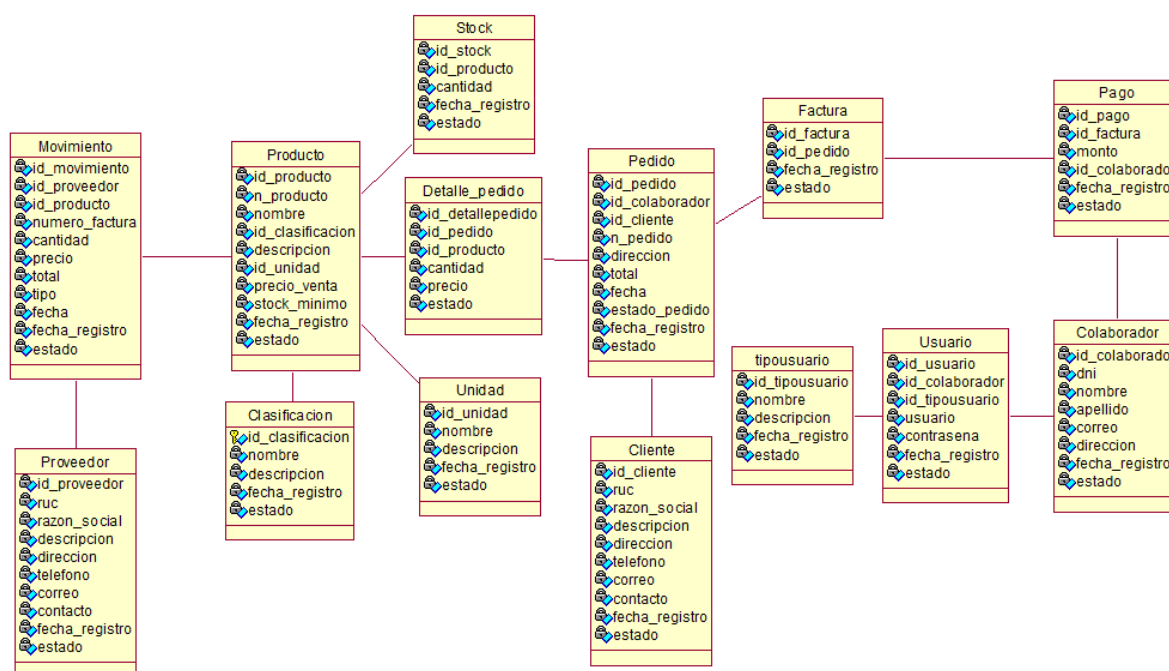 Stock
id_stock
id_producto
cantidad
fecha_registro
estado
Movimiento
id_movimiento
id_proveedor
id_producto
numero_factura
cantidad
precio
total
tipo
fecha
fecha_registro
estado
Producto
id_producto
n_producto
nombre
id_clasificacion
descripcion
id_unidad
precio_venta
stock_minimo
fecha_registro
estado
Detalle_pedido
id_detallepedido
id_pedido
id_producto
cantidad
precio
estado
Pedido
id_pedido
id_colaborador
id_cliente
n_pedido
direccion
total
fecha
estado_pedido
fecha_registro
estado
Factura
id_factura
id_pedido
fecha_registro
estado
Pago
id_pago
id_factura
monto
id_colaborador
fecha_registro
estado
Proveedor
id_proveedor
ruc
razon_social
descripcion
direccion
telefono
correo
contacto
fecha_registro
estado
Clasificacion
id_clasificacion
nombre
descripcion
fecha_registro
estado
Unidad
id_unidad
nombre
descripcion
fecha_registro
estado
Cliente
id_cliente
ruc
razon_social
descripcion
direccion
telefono
correo
contacto
fecha_registro
estado
tipousuario
id_tipousuario
nombre
descripcion
fecha_registro
estado
Usuario
id_usuario
id_colaborador
id_tipousuario
usuario
contrasena
fecha_registro
estado
Colaborador
id_colaborador
dni
nombre
apellido
correo
direccion
fecha_registro
estado